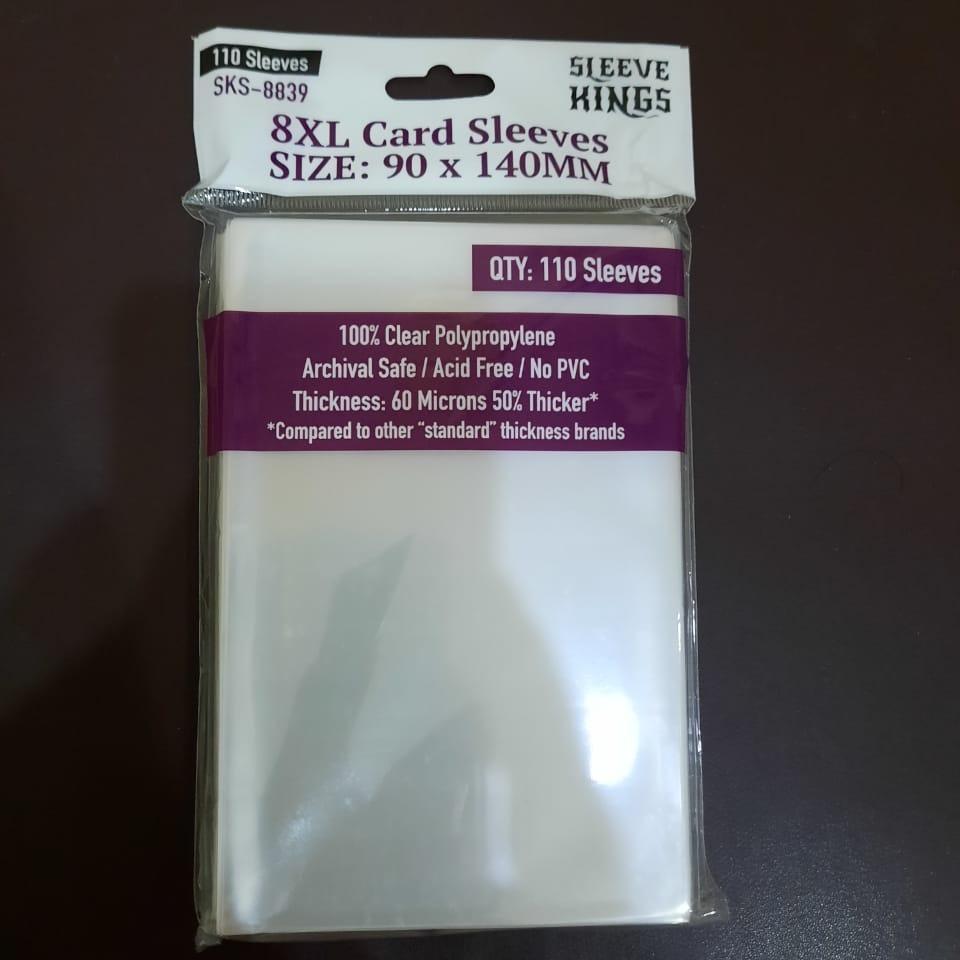 110 Sleeves
SKS-8839
SLEEVE
KINGS
8XL Card Sleeves
SIZE: 90 x 140MM
QTY: 110 Sleeves
100% Clear Polypropylene
Archival Safe / Acid Free / No PVC
Thickness: 60 Microns 50% Thicker*
*Compared to other “standard” thickness brands